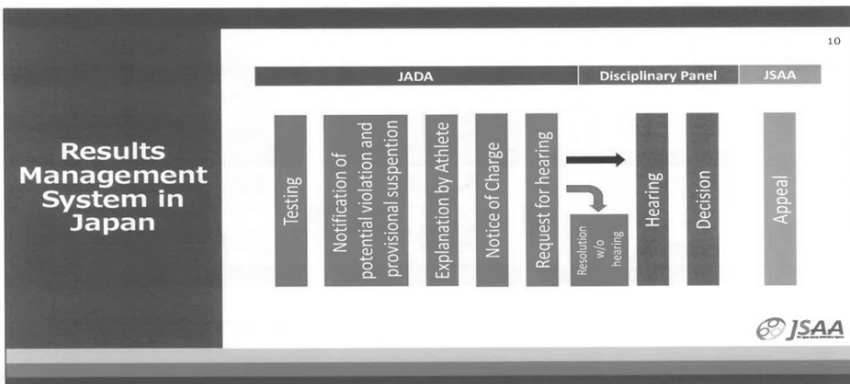 10
Results
Management
System in
Japan
JADA
Disciplinary Panel
JSAA
Testing
Notification of
potential violation and
provisional suspention
Explanation by Athlete
Notice of Charge
Request for hearing
Resolution
w/o
hearing
Hearing
Decision
Appeal
JSAA